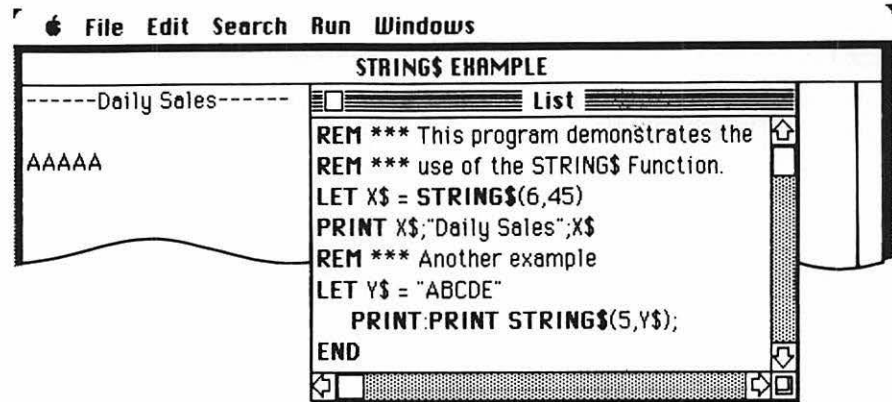 File Edit Search Run Windows
STRING$ EXAMPLE
------Daily Sales------
AAAAA
List
REM *** This program demonstrates the
REM *** use of the STRING$ Function.
LET X$ = STRING$(6,45)
PRINT X$;"Daily Sales";X$
REM *** Another example
LET Y$ = "ABCDE"
PRINT:PRINT STRING$(5,Y$);
END